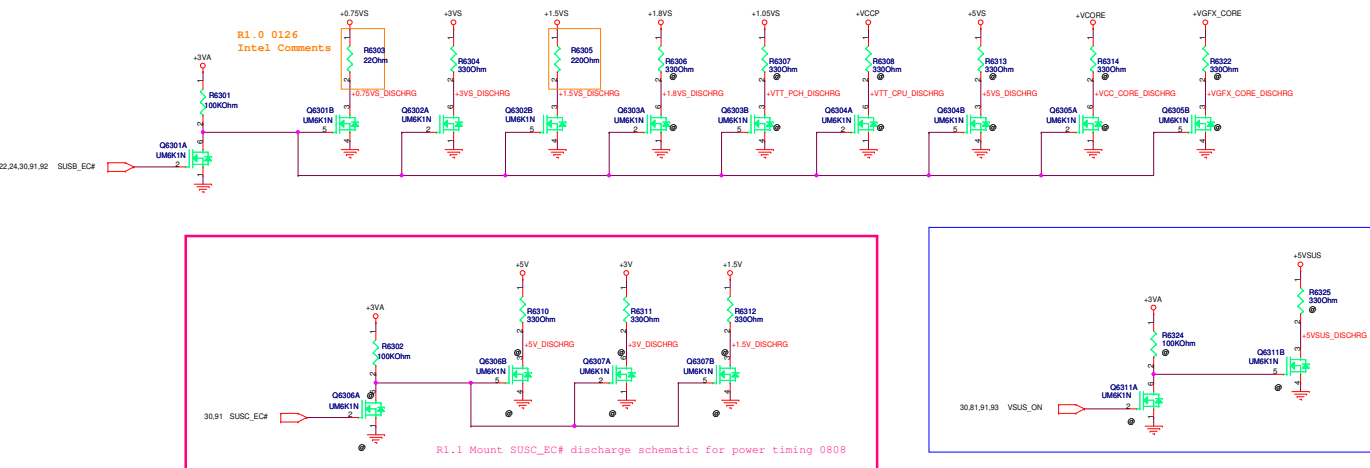 +0.75VS +3VS +1.5VS +1.8VS +1.05VS +VCCP +5VS +VCORE +VGFX_CORE
R1.0 0126
Intel Comments
+3VA
R6301
100KOhm
R6303
22Ohm
R6304
330Ohm
R6305
220Ohm
R6306
330Ohm
@
R6307
330Ohm
@
R6308
330Ohm
@
R6313
330Ohm
R6314
330Ohm
@
R6322
330Ohm
@
+0.75VS_DISCHRG +3VS_DISCHRG +1.5VS_DISCHRG +1.8VS_DISCHRG +VTT_PCH_DISCHRG +VTT_CPU_DISCHRG +5VS_DISCHRG +VCC_CORE_DISCHRG +VGFX_CORE_DISCHRG
Q6301B
UM6K1N
Q6302A
UM6K1N
Q6302B
UM6K1N
Q6303A
UM6K1N
@
Q6303B
UM6K1N
@
Q6304A
UM6K1N
@
Q6304B
UM6K1N
Q6305A
UM6K1N
@
Q6305B
UM6K1N
@
Q6301A
UM6K1N
22,24,30,91,92 SUSB_EC#
+5V +3V +1.5V
R6310
330Ohm
R6311
330Ohm
R6312
330Ohm
+3VA
R6302
100KOhm
@
+5V_DISCHRG +3V_DISCHRG +1.5V_DISCHRG
Q6306B
UM6K1N
@
Q6307A
UM6K1N
@
Q6307B
UM6K1N
@
Q6306A
UM6K1N
@
30,91 SUSC_EC#
R1.1 Mount SUSC_EC# discharge schematic for power timing 0808
+5VSUS
R6325
330Ohm
@
+5VSUS_DISCHRG
+3VA
R6324
100KOhm
@
Q6311B
UM6K1N
@
Q6311A
UM6K1N
@
30,81,91,93 VSUS_ON